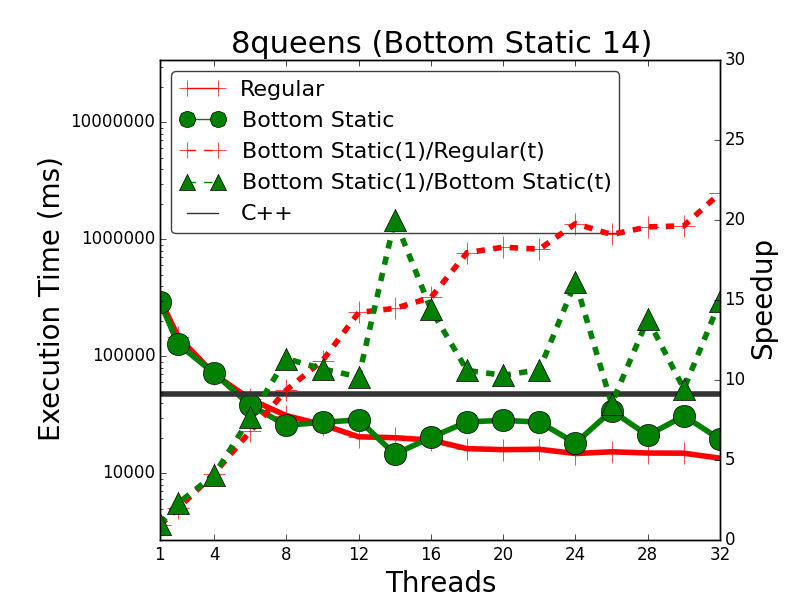 8queens (Bottom Static 14)
Regular
Bottom Static
Bottom Static(1)/Regular(t)
Bottom Static(1)/Bottom Static(t)
C++
Execution Time (ms)
10000000
1000000
100000
10000
30
25
20
15
10
5
0
Speedup
1 4 8 12 16 20 24 28 32
Threads